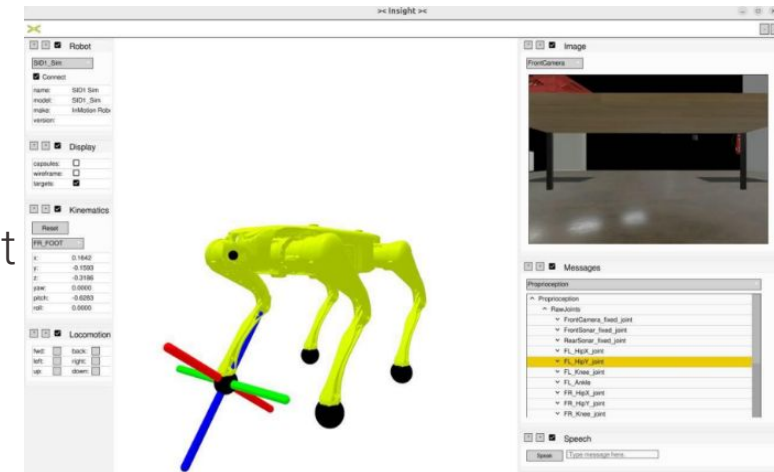 >< Insight ><
Robot
SID1_Sim
Connect
name: SID1 Sim
model: SID1_Sim
make: InMotion Robo
version:
Display
capsules:
wireframe:
targets:
Kinematics
Reset
FR_FOOT
x: 0.1642
y: -0.1593
z: -0.3186
yaw: 0.0000
pitch: -0.6283
roll: 0.0000
Locomotion
fwd: back:
left: right:
up: down:
t
Image
FrontCamera
Messages
Proprioception
Proprioception
RawJoints
FrontCamera_fixed_joint
FrontSonar_fixed_joint
RearSonar_fixed_joint
FL_HipX_joint
FL_HipY_joint
FL_Knee_joint
FL_Ankle
FR_HipX_joint
FR_HipY_joint
FR_Knee_joint
Speech
Speak Type message here.